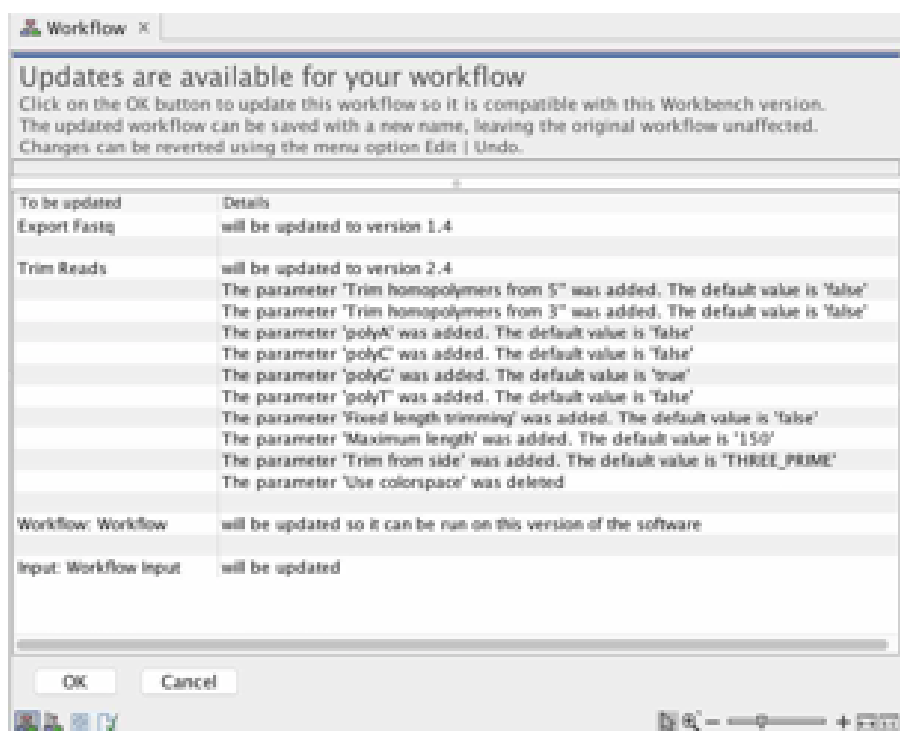 Workflow ×
Updates are available for your workflow
Click on the OK button to update this workflow so it is compatible with this Workbench version.
The updated workflow can be saved with a new name, leaving the original workflow unaffected.
Changes can be reverted using the menu option Edit | Undo.
To be updated Details
Export Fastq will be updated to version 1.4
Trim Reads will be updated to version 2.4
The parameter 'Trim homopolymers from 5'' was added. The default value is 'false'
The parameter 'Trim homopolymers from 3'' was added. The default value is 'false'
The parameter 'polyA' was added. The default value is 'false'
The parameter 'polyC' was added. The default value is 'false'
The parameter 'polyG' was added. The default value is 'true'
The parameter 'polyT' was added. The default value is 'false'
The parameter 'Fixed length trimming' was added. The default value is 'false'
The parameter 'Maximum length' was added. The default value is '150'
The parameter 'Trim from side' was added. The default value is 'THREE_PRIME'
The parameter 'Use colorspace' was deleted
Workflow: Workflow will be updated so it can be run on this version of the software
Input: Workflow Input will be updated
OK Cancel